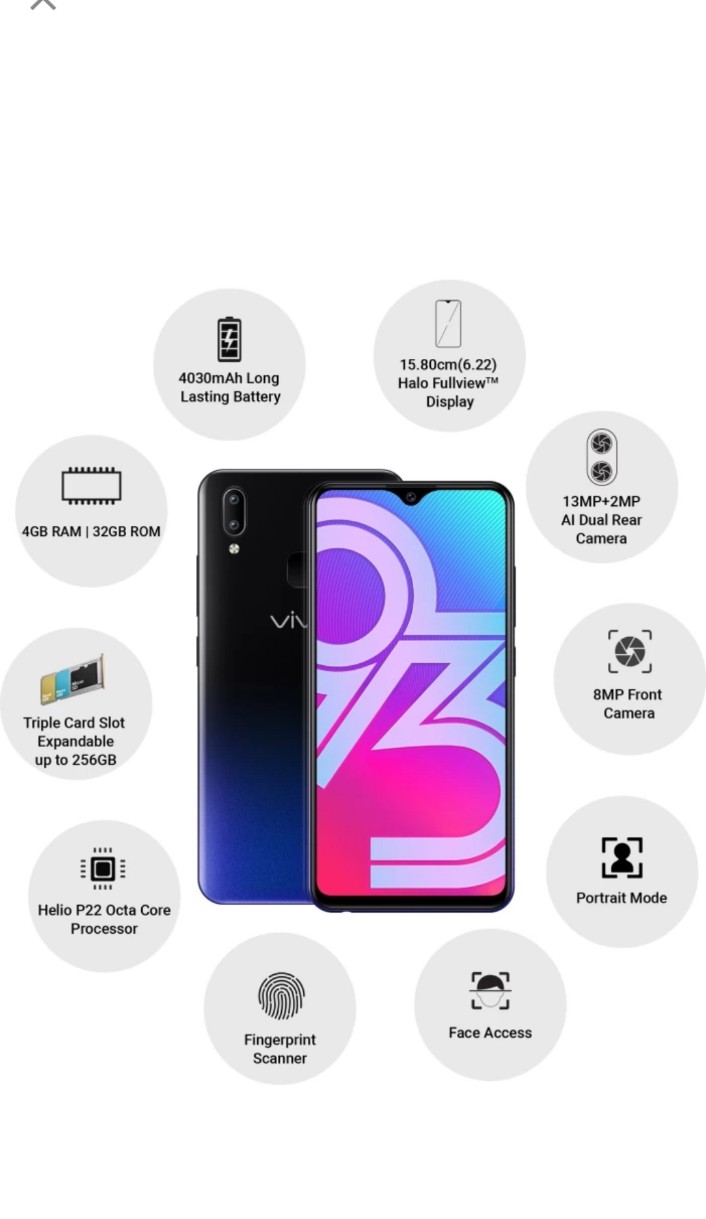 4030mAh Long
Lasting Battery
15.80cm(6.22)
Halo Fullview™
Display
4GB RAM | 32GB ROM
13MP+2MP
AI Dual Rear
Camera
viv
Triple Card Slot
Expandable
up to 256GB
8MP Front
Camera
Helio P22 Octa Core
Processor
Portrait Mode
Fingerprint
Scanner
Face Access